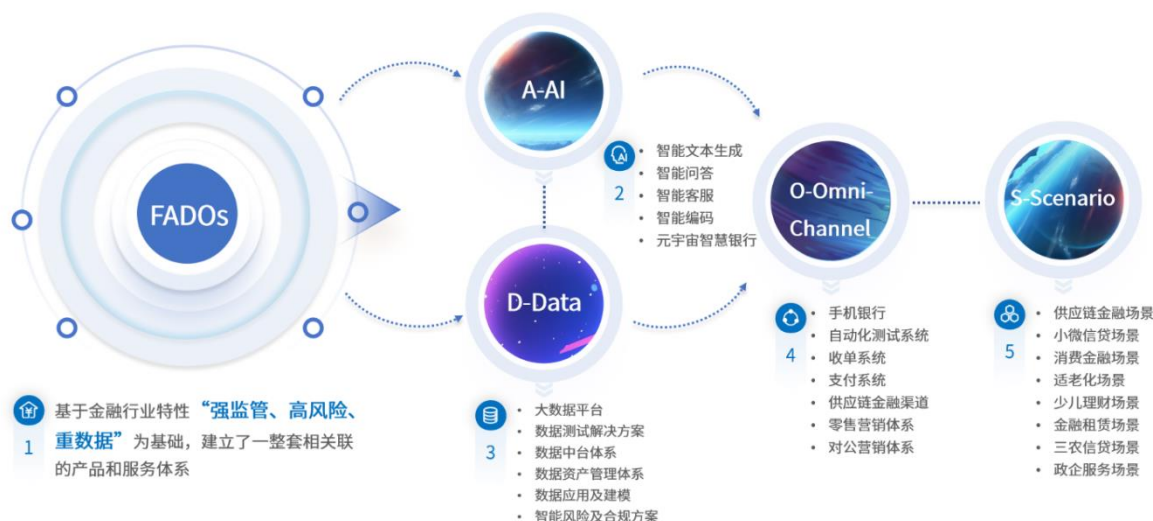 FADOs
1
基于金融行业特性“强监管、高风险、
重数据”为基础，建立了一整套相关联
的产品和服务体系
A-AI
AI
2
• 智能文本生成
• 智能问答
• 智能客服
• 智能编码
• 元宇宙智慧银行
D-Data
3
• 大数据平台
• 数据测试解决方案
• 数据中台体系
• 数据资产管理体系
• 数据应用及建模
• 智能风险及合规方案
O-Omni-
Channel
4
• 手机银行
• 自动化测试系统
• 收单系统
• 支付系统
• 供应链金融渠道
• 零售营销体系
• 对公营销体系
S-Scenario
5
• 供应链金融场景
• 小微信贷场景
• 消费金融场景
• 适老化场景
• 少儿理财场景
• 金融租赁场景
• 三农信贷场景
• 政企服务场景